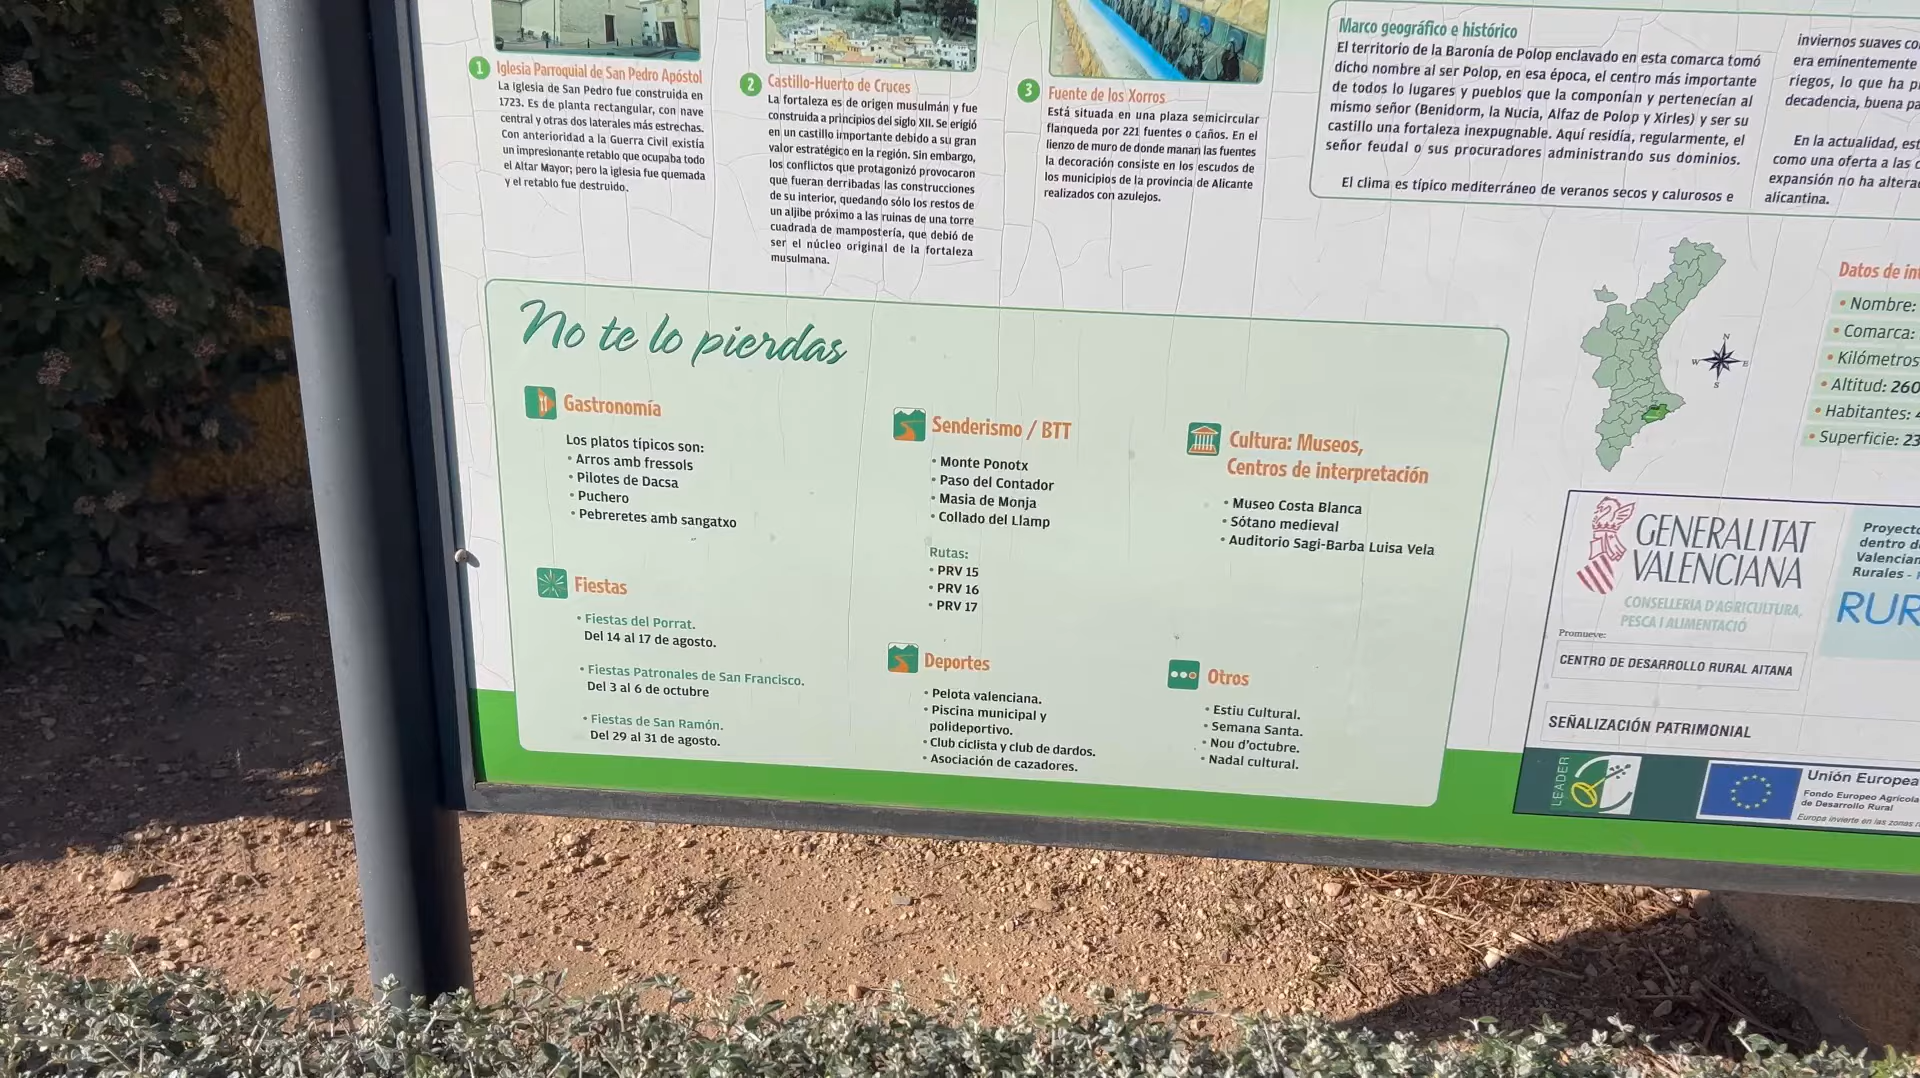 1 Iglesia Parroquial de San Pedro Apóstol
La Iglesia de San Pedro fue construida en
1723. Es de planta rectangular, con nave
central y otras dos laterales más estrechas.
Con anterioridad a la Guerra Civil existía
un impresionante retablo que ocupaba todo
el Altar Mayor; pero la iglesia fue quemada
y el retablo fue destruido.
2 Castillo-Huerto de Cruces
La fortaleza es de origen musulmán y fue
construida a principios del siglo XII. Se erigió
en un castillo importante debido a su gran
valor estratégico en la región. Sin embargo,
los conflictos que protagonizó provocaron
que fueran derribadas las construcciones
de su interior, quedando sólo los restos de
un aljibe próximo a las ruinas de una torre
cuadrada de mampostería, que debió de
ser el núcleo original de la fortaleza
musulmana.
3 Fuente de los Xorros
Está situada en una plaza semicircular
flanqueda por 221 fuentes o caños. En el
lienzo de muro de donde manan las fuentes
la decoración consiste en los escudos de
los municipios de la provincia de Alicante
realizados con azulejos.
Marco geográfico e histórico
El territorio de la Baronía de Polop enclavado en esta comarca tomó
dicho nombre al ser Polop, en esa época, el centro más importante
de todos lo lugares y pueblos que la componían y pertenecían al
mismo señor (Benidorm, la Nucia, Alfaz de Polop y Xirles) y ser su
castillo una fortaleza inexpugnable. Aquí residía, regularmente, el
señor feudal o sus procuradores administrando sus dominios.
El clima es típico mediterráneo de veranos secos y calurosos e
inviernos suaves
era eminentemente
riegos, lo que ha
decadencia, buena
En la actualidad,
como una oferta a las
expansión no ha
alicantina.
No te lo pierdas
Gastronomía
Los platos típicos son:
• Arros amb fressols
• Pilotes de Dacsa
• Puchero
• Pebreretes amb sangatxo
Fiestas
• Fiestas del Porrat.
Del 14 al 17 de agosto.
• Fiestas Patronales de San Francisco.
Del 3 al 6 de octubre
• Fiestas de San Ramón.
Del 29 al 31 de agosto.
Senderismo / BTT
• Monte Ponotx
• Paso del Contador
• Masia de Monja
• Collado del Llamp
Rutas:
• PRV 15
• PRV 16
• PRV 17
Deportes
• Pelota valenciana.
• Piscina municipal y
polideportivo.
• Club ciclista y club de dardos.
• Asociación de cazadores.
Cultura: Museos,
Centros de interpretación
• Museo Costa Blanca
• Sótano medieval
• Auditorio Sagi-Barba Luisa Vela
Otros
• Estiu Cultural.
• Semana Santa.
• Nou d'octubre.
• Nadal cultural.
N
W E
S
Datos de
• Nombre:
• Comarca:
• Kilómetros
• Altitud: 260
• Habitantes:
• Superficie: 23
GENERALITAT
VALENCIANA
CONSELLERIA D'AGRICULTURA,
PESCA I ALIMENTACIÓ
Promueve:
CENTRO DE DESARROLLO RURAL AITANA
SEÑALIZACIÓN PATRIMONIAL
Proyecto
dentro
Valencian
Rurales -
RUR
LEADER
Unión Europea
Fondo Europeo Agrícola
de Desarrollo Rural
Europa invierte en las zonas